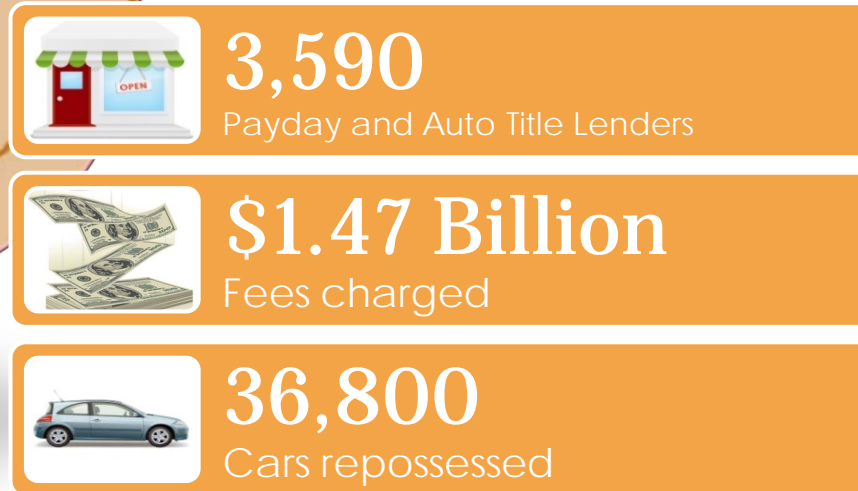 OPEN
3,590
Payday and Auto Title Lenders
$1.47 Billion
Fees charged
36,800
Cars repossessed